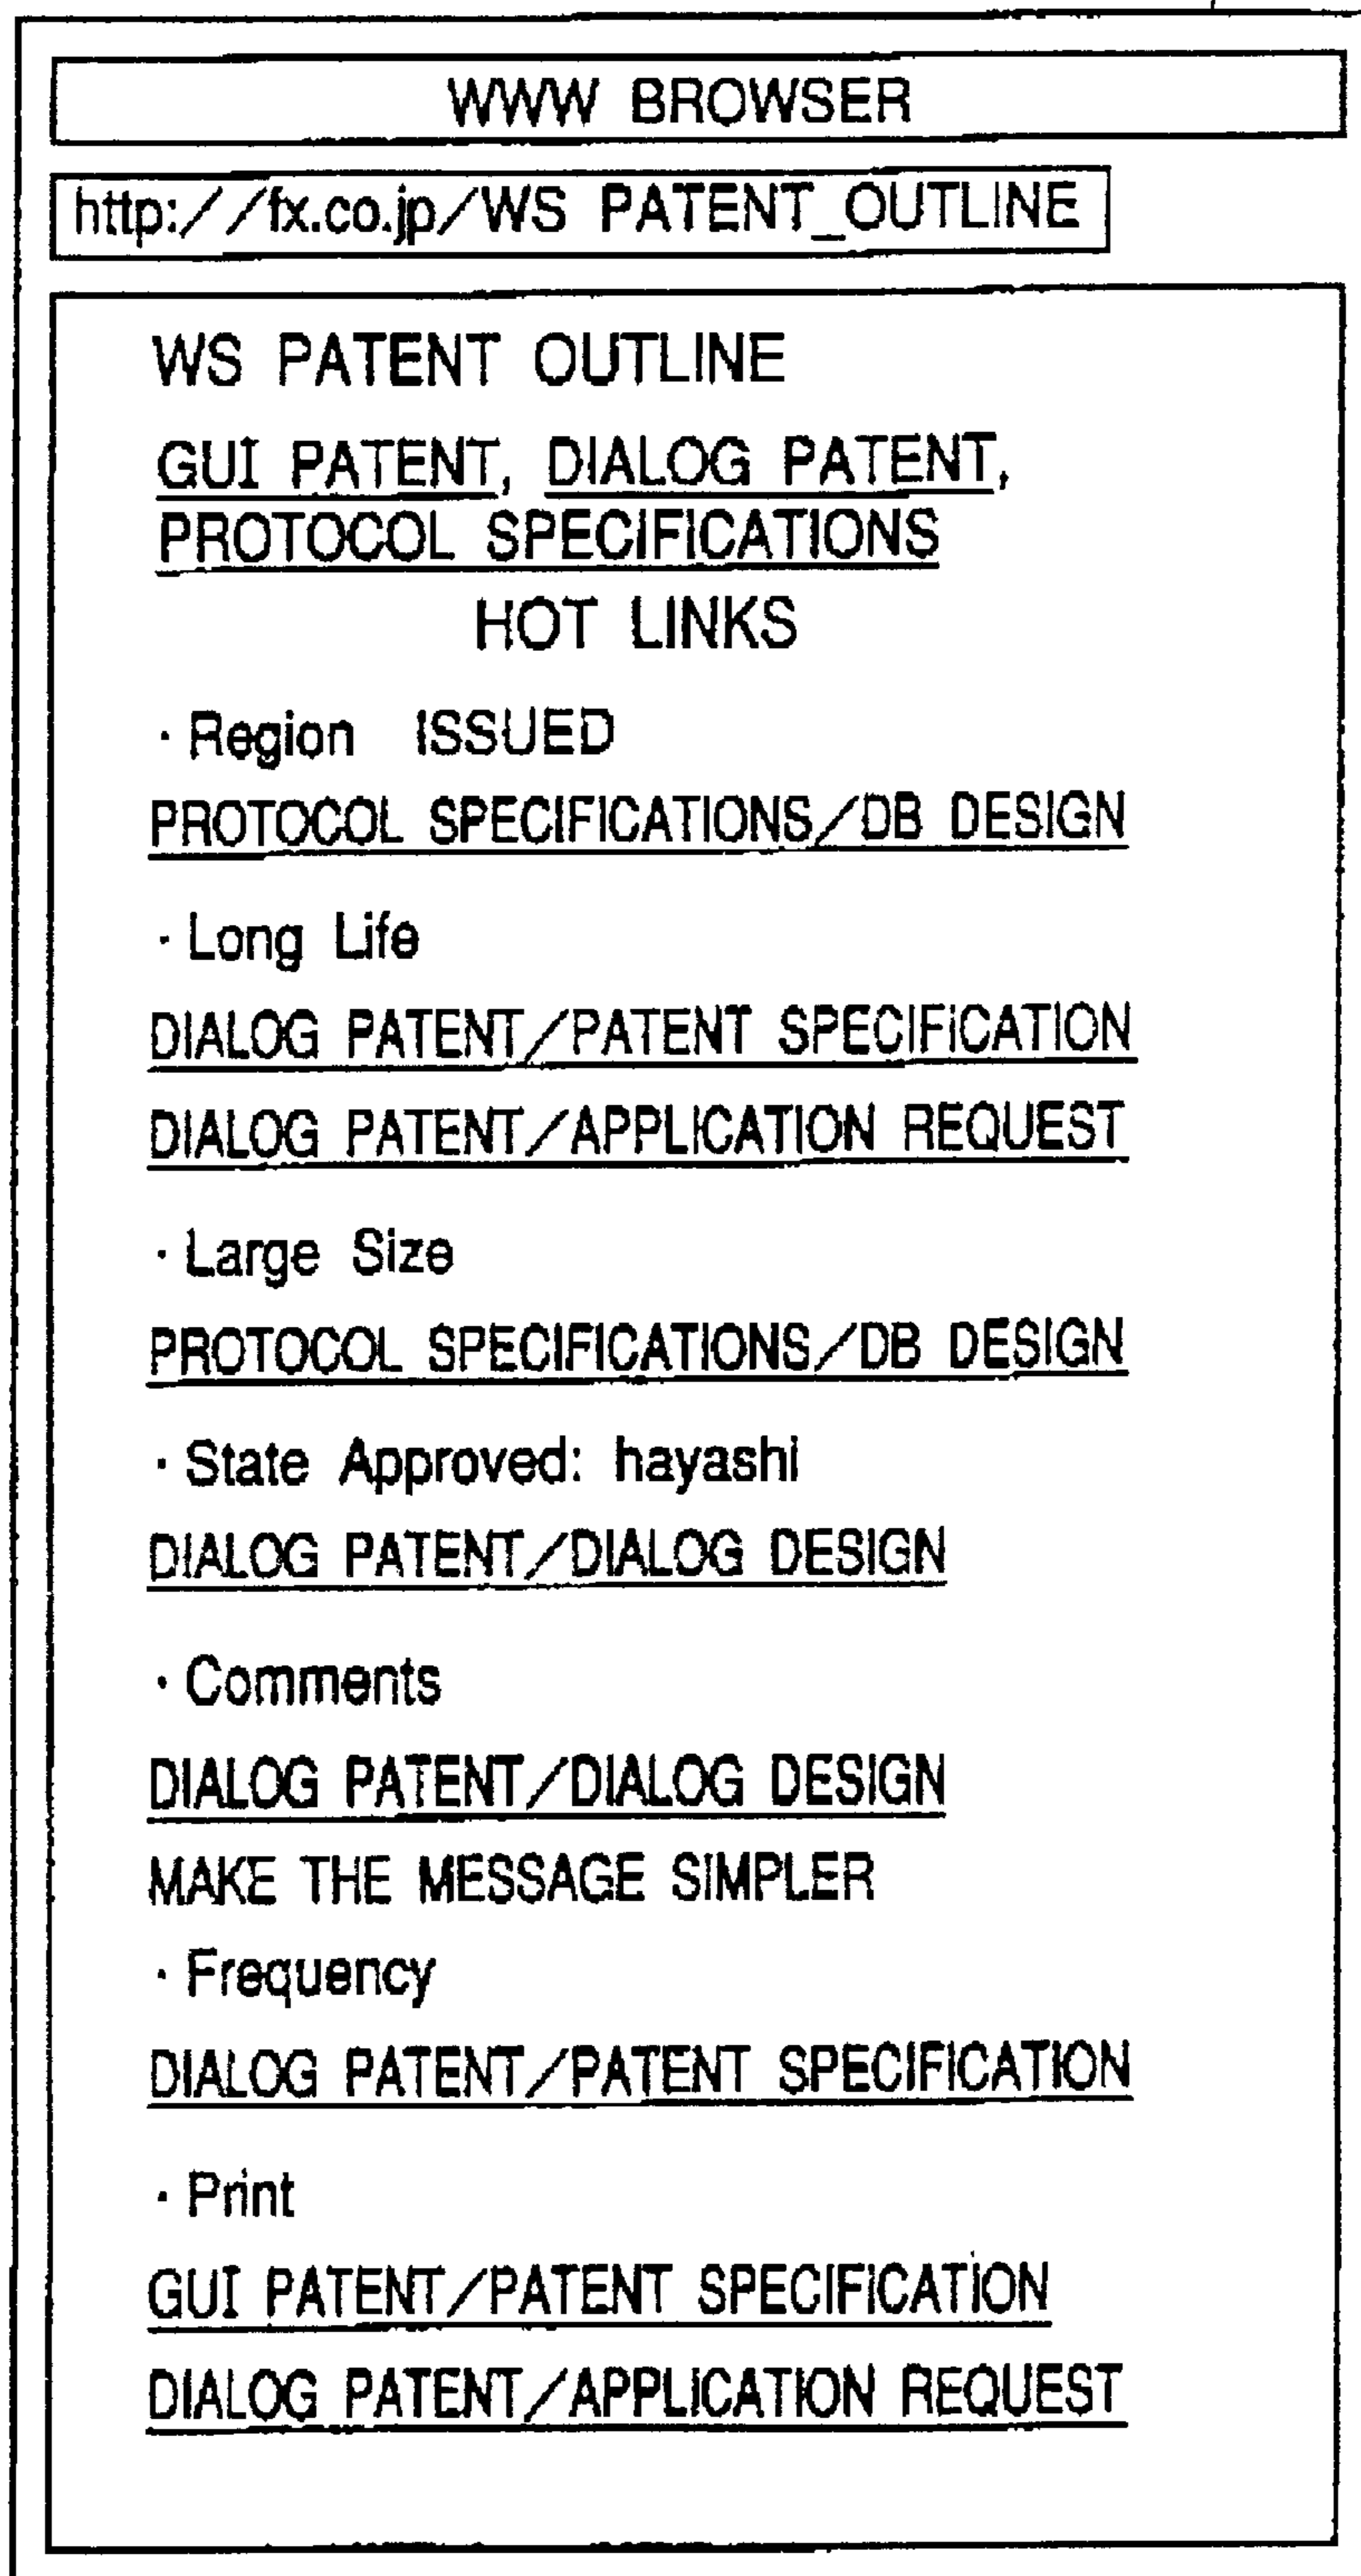 WWW BROWSER
http://fx.co.jp/WS PATENT_OUTLINE
WS PATENT OUTLINE
GUI PATENT, DIALOG PATENT,
PROTOCOL SPECIFICATIONS
HOT LINKS
· Region ISSUED
PROTOCOL SPECIFICATIONS/DB DESIGN
· Long Life
DIALOG PATENT/PATENT SPECIFICATION
DIALOG PATENT/APPLICATION REQUEST
· Large Size
PROTOCOL SPECIFICATIONS/DB DESIGN
· State Approved: hayashi
DIALOG PATENT/DIALOG DESIGN
· Comments
DIALOG PATENT/DIALOG DESIGN
MAKE THE MESSAGE SIMPLER
· Frequency
DIALOG PATENT/PATENT SPECIFICATION
· Print
GUI PATENT/PATENT SPECIFICATION
DIALOG PATENT/APPLICATION REQUEST